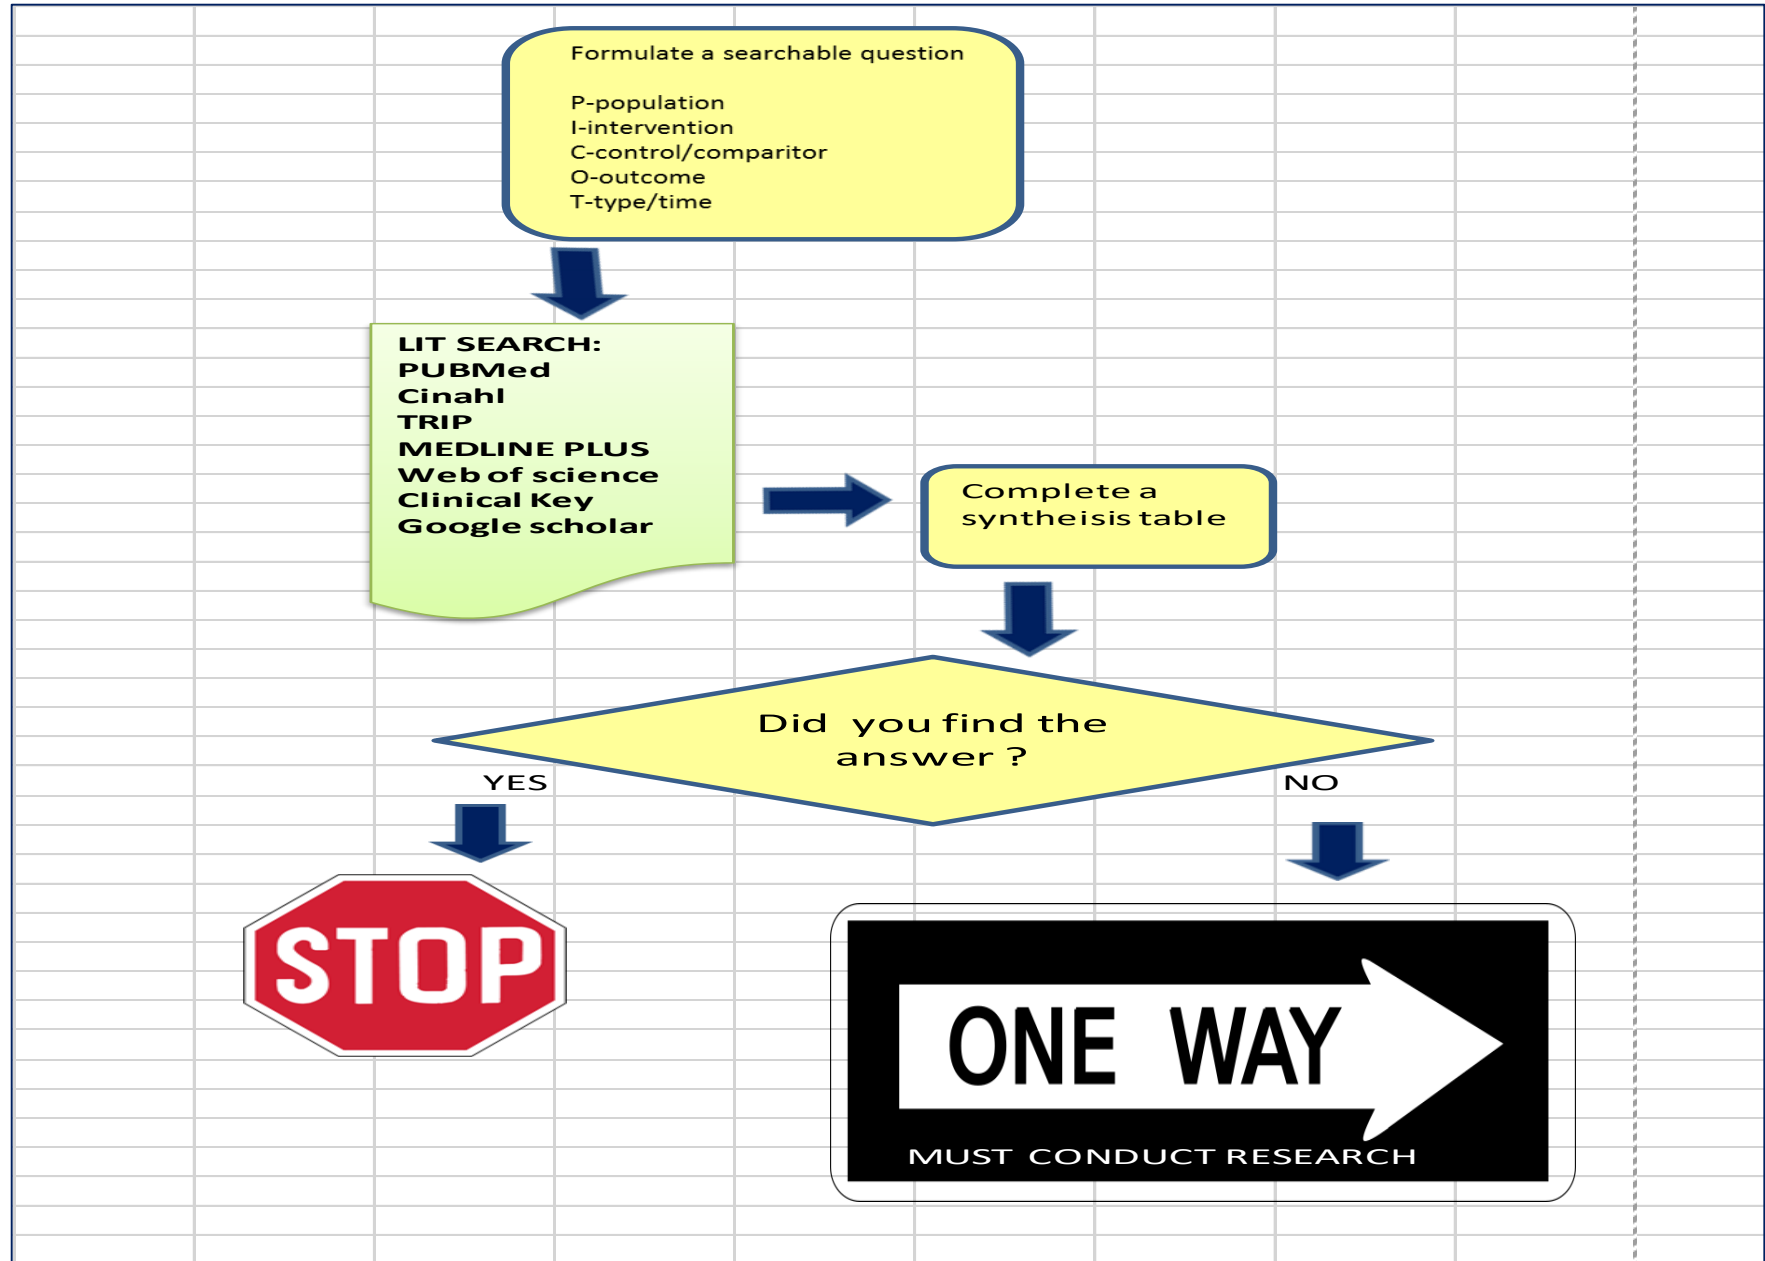 Formulate a searchable question
P-population
I-intervention
C-control/comparitor
O-outcome
T-type/time
LIT SEARCH:
PUBMed
Cinahl
TRIP
MEDLINE PLUS
Web of science
Clinical Key
Google scholar
Complete a
syntheisis table
Did you find the
answer ?
YES
NO
STOP
ONE WAY
MUST CONDUCT RESEARCH